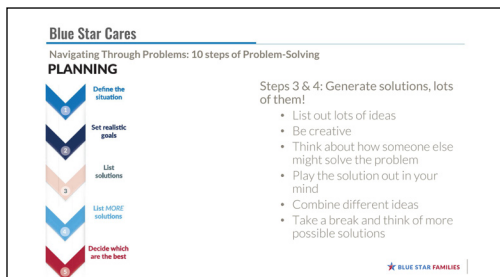 Blue Star Cares
Navigating Through Problems: 10 steps of Problem-Solving
PLANNING
Define the
situation
1
Set realistic
goals
2
List
solutions
3
List MORE
solutions
4
Decide which
are the best
5
Steps 3 & 4: Generate solutions, lots
of them!
• List out lots of ideas
• Be creative
• Think about how someone else
might solve the problem
• Play the solution out in your
mind
• Combine different ideas
• Take a break and think of more
possible solutions
BLUE STAR FAMILIES